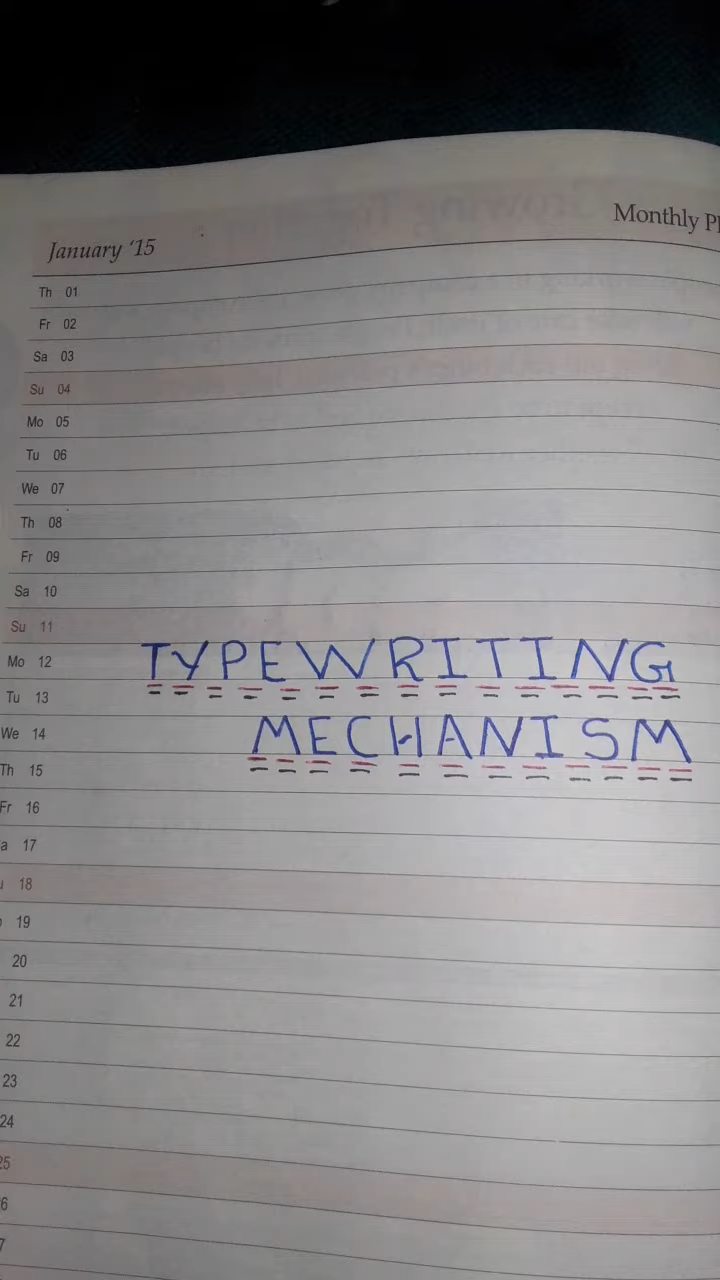 Monthly Pl
January '15
Th 01
Fr 02
Sa 03
Su 04
Mo 05
Tu 06
We 07
Th 08
Fr 09
Sa 10
Su 11
TYPEWRITING
Mo 12
Tu 13
MECHANISM
We 14
Th 15
Fr 16
a 17
18
19
20
21
22
23
24
25
6
7